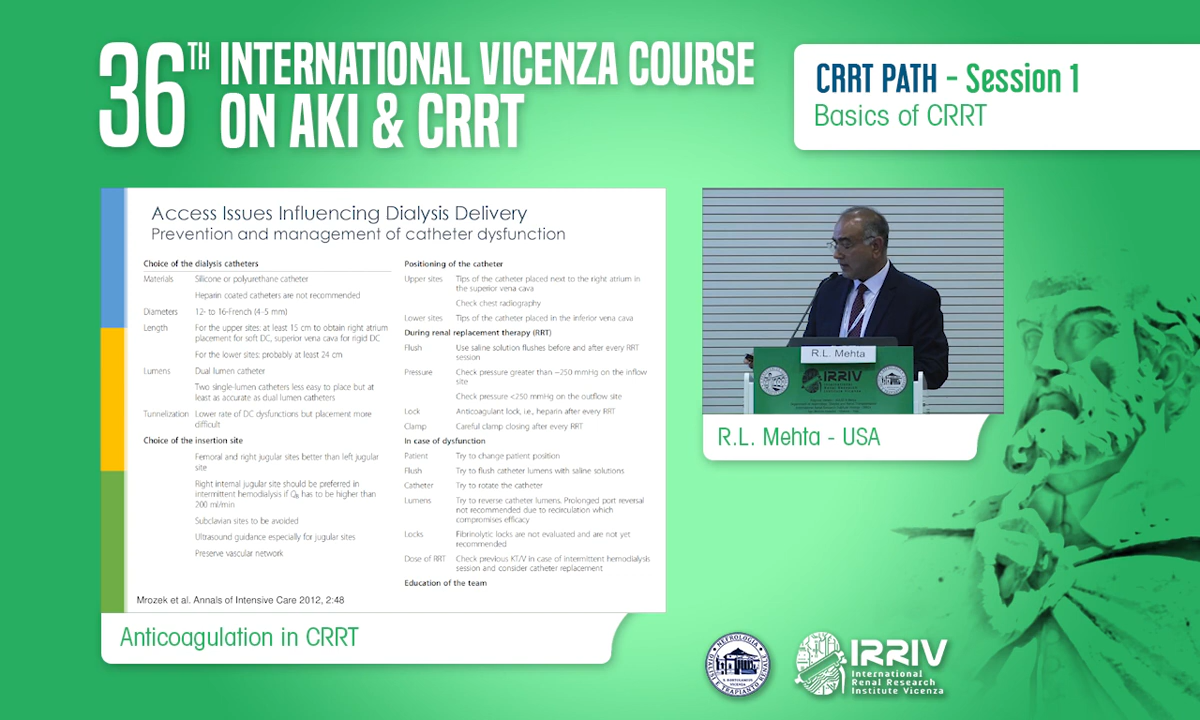 36TH INTERNATIONAL VICENZA COURSE
ON AKI & CRRT
CRRT PATH - Session 1
Basics of CRRT
Access Issues Influencing Dialysis Delivery
Prevention and management of catheter dysfunction
Choice of the dialysis catheters
Materials Silicone or polyurethane catheter
Heparin coated catheters are not recommended
Diameters 12- to 16-French (4-5 mm)
Length For the upper sites: at least 15 cm to obtain right atrium
placement for soft DC, superior vena cava for rigid DC
For the lower sites: probably at least 24 cm
Lumens Dual lumen catheter
Two single-lumen catheters less easy to place but at
least as accurate as dual lumen catheters
Tunnelization Lower rate of DC dysfunctions but placement more
difficult
Choice of the insertion site
Femoral and right jugular sites better than left jugular
site
Right internal jugular site should be preferred in
intermittent hemodialysis if QB has to be higher than
200 ml/min
Subclavian sites to be avoided
Ultrasound guidance especially for jugular sites
Preserve vascular network
Positioning of the catheter
Upper sites Tips of the catheter placed next to the right atrium in
the superior vena cava
Check chest radiography
Lower sites Tips of the catheter placed in the inferior vena cava
During renal replacement therapy (RRT)
Flush Use saline solution flushes before and after every RRT
session
Pressure Check pressure greater than −250 mmHg on the inflow
site
Check pressure <250 mmHg on the outflow site
Lock Anticoagulant lock, i.e., heparin after every RRT
Clamp Careful clamp closing after every RRT
In case of dysfunction
Patient Try to change patient position
Flush Try to flush catheter lumens with saline solutions
Catheter Try to rotate the catheter
Lumens Try to reverse catheter lumens. Prolonged port reversal
not recommended due to recirculation which
compromises efficacy
Locks Fibrinolytic locks are not evaluated and are not yet
recommended
Dose of RRT Check previous KT/V in case of intermittent hemodialysis
session and consider catheter replacement
Education of the team
Mrozek et al. Annals of Intensive Care 2012, 2:48
Anticoagulation in CRRT
R.L. Mehta
IRRIV
R.L. Mehta - USA
NEFROLOGIA
DIALISI E TRAPIANTO RENALE
S. BORTOLO HOSP.
VICENZA
IRRIV
International
Renal Research
Institute Vicenza